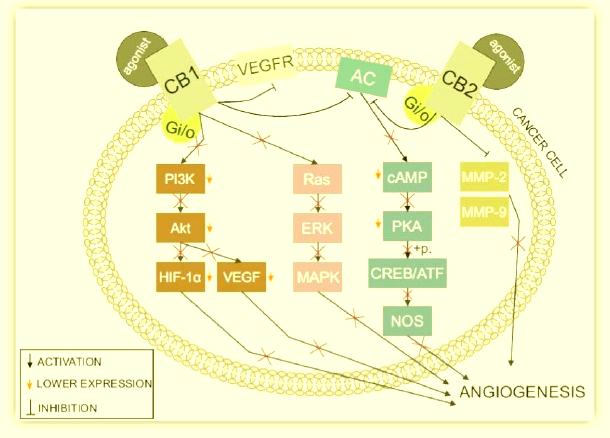 agonist
CB1
Gi/o
VEGFR
AC
CB2
agonist
Gi/o
CANCER CELL
PI3K
Ras
cAMP
MMP-2
Akt
ERK
PKA
MMP-9
+p.
HIF-1α
VEGF
MAPK
CREB/ATF
NOS
ACTIVATION
LOWER EXPRESSION
INHIBITION
ANGIOGENESIS